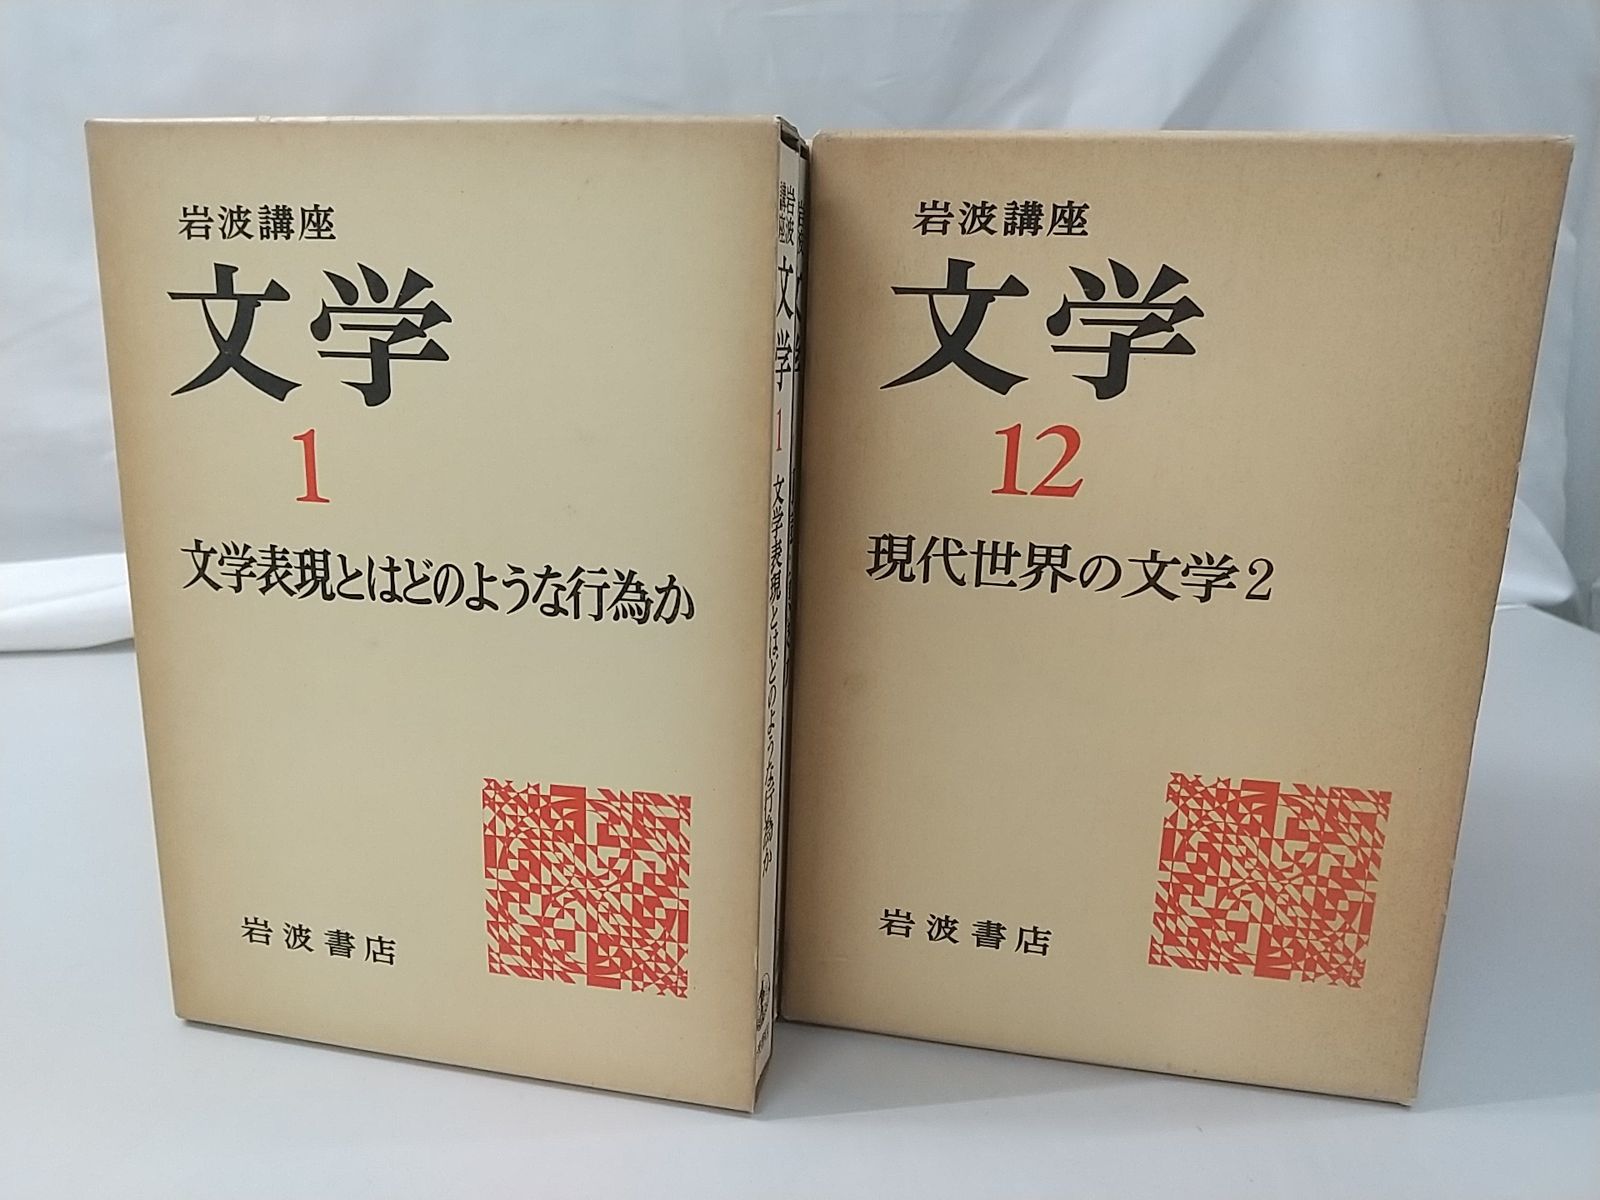 岩波講座
文学
1
文学表現とはどのような行為か
岩波書店
岩波講座
文学
1
文学表現とはどのような行為か
岩波講座
文学
12
現代世界の文学2
岩波書店